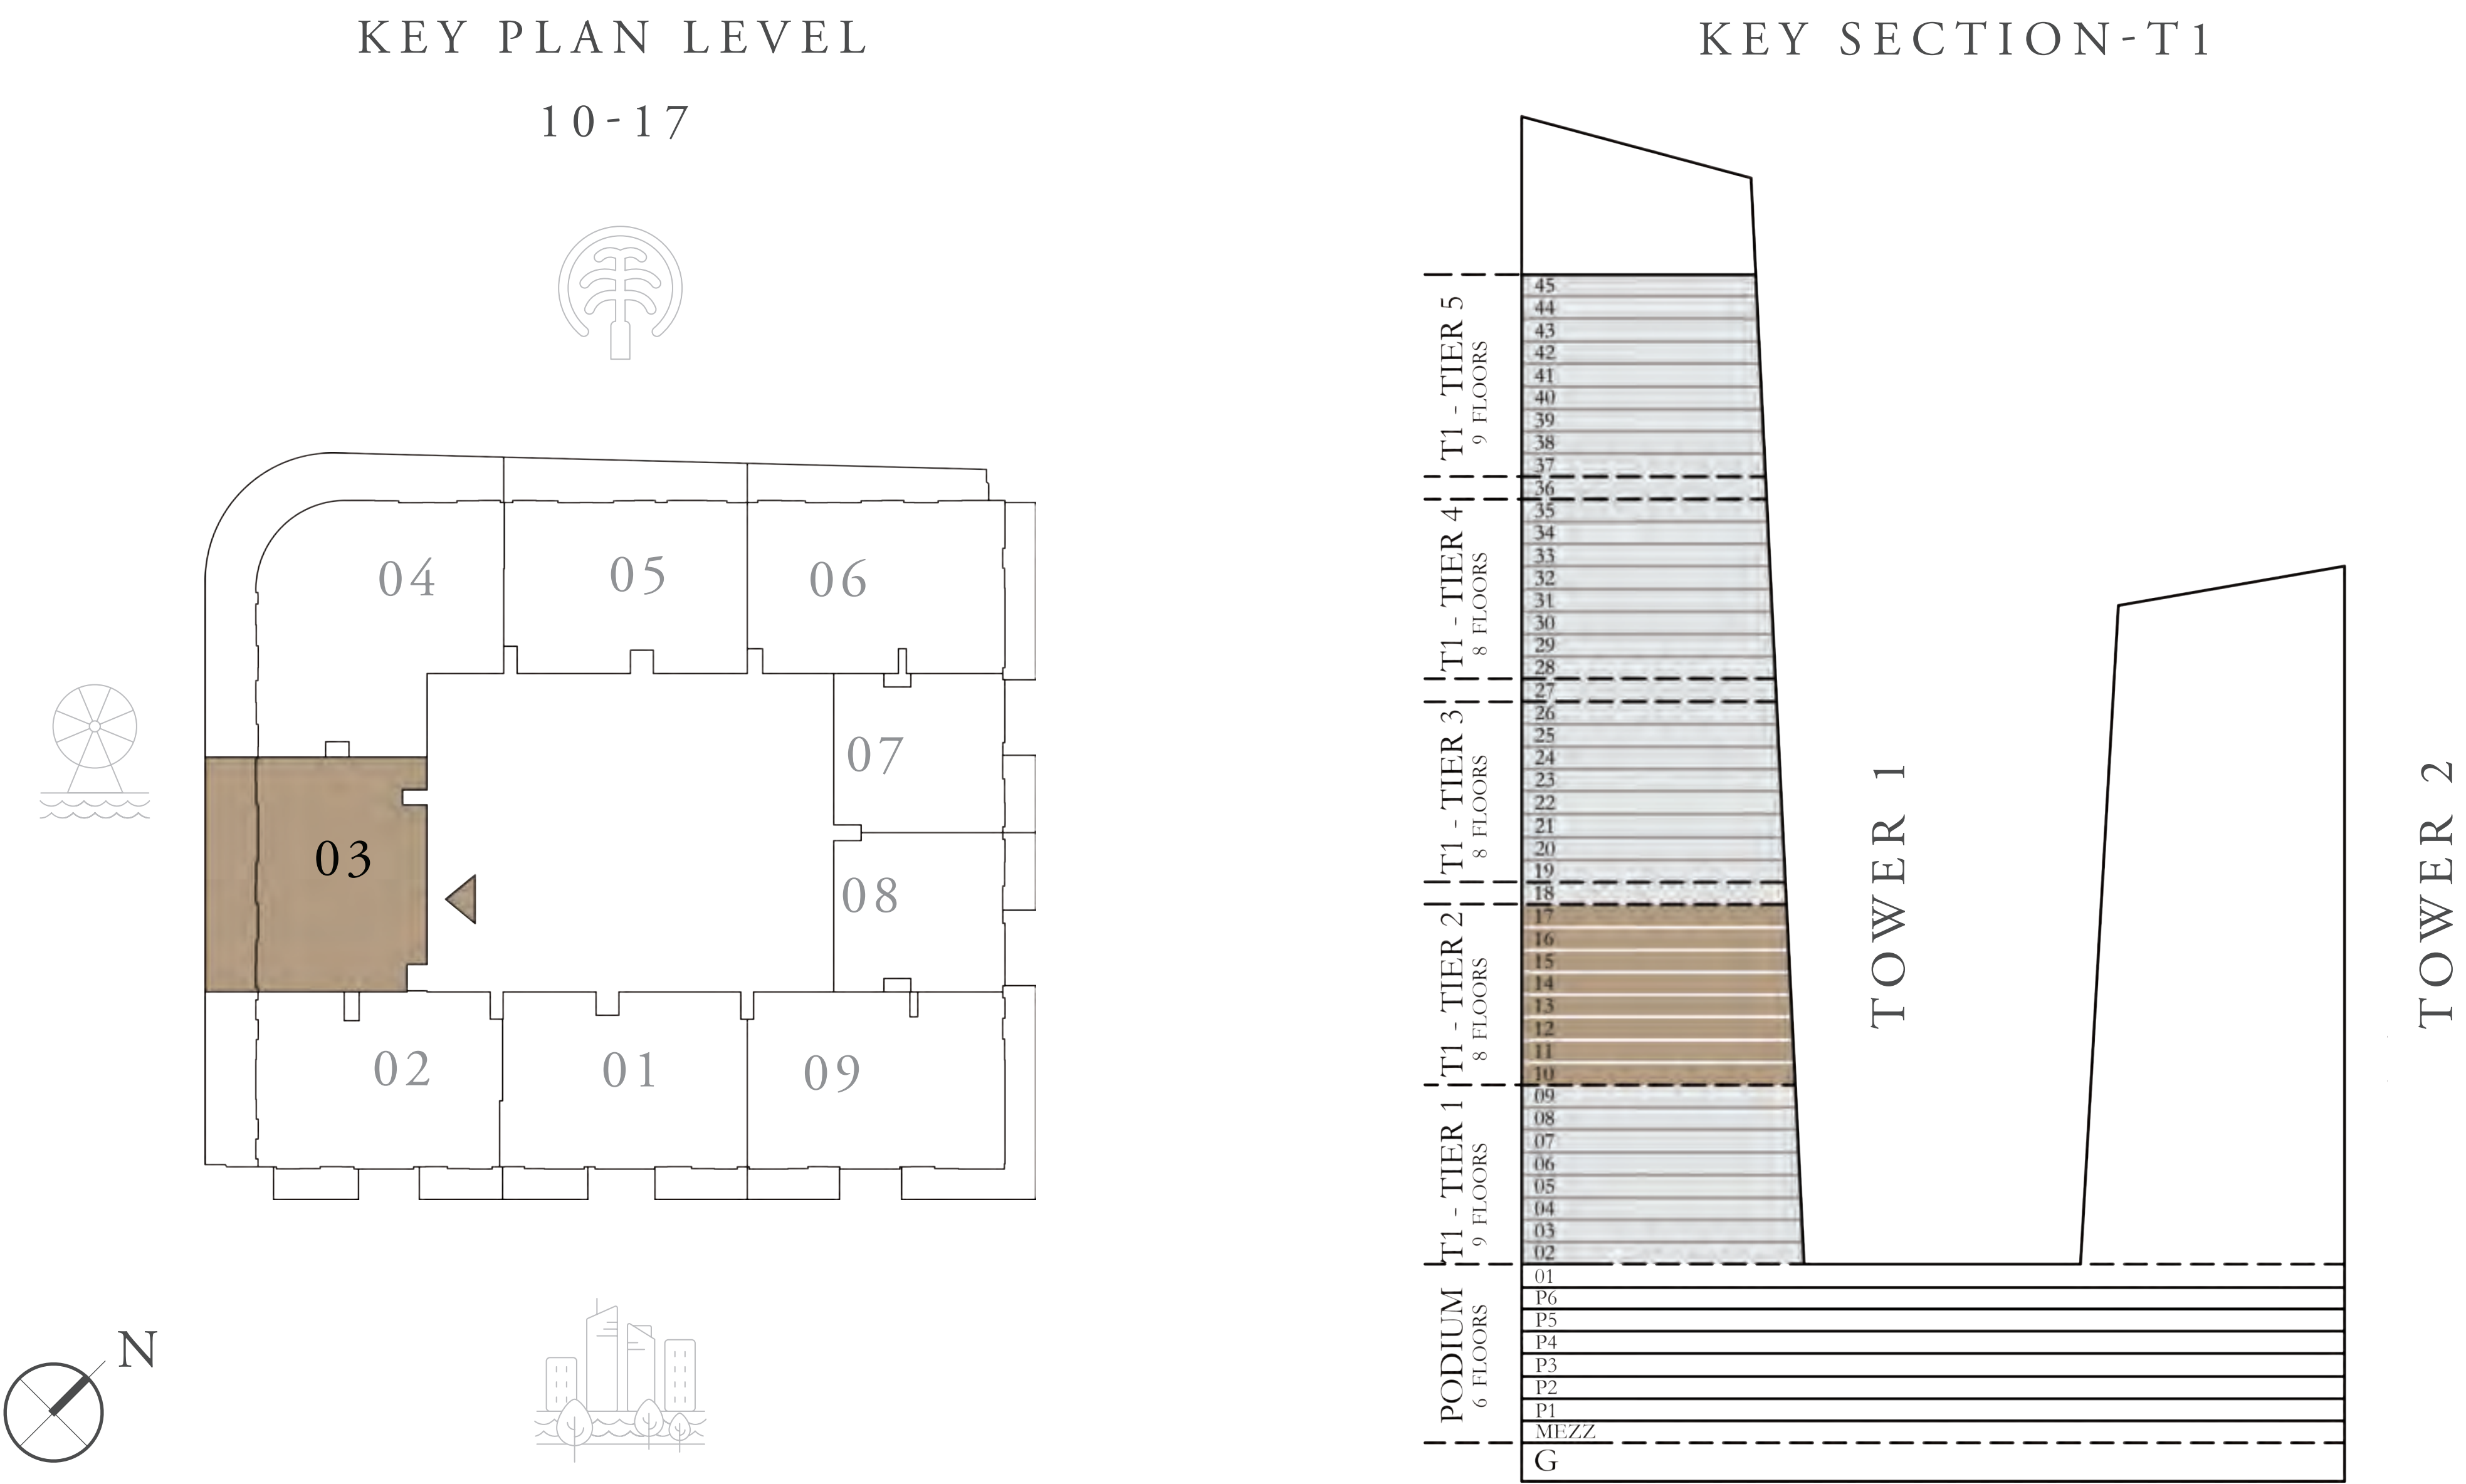 KEY PLAN LEVEL
10-17
04
05
06
07
03
08
02
01
09
N
KEY SECTION-T1
T1 - TIER 5
9 FLOORS
T1 - TIER 4
8 FLOORS
T1 - TIER 3
8 FLOORS
T1 - TIER 2
8 FLOORS
T1 - TIER 1
9 FLOORS
PODIUM
6 FLOORS
45
44
43
42
41
40
39
38
37
36
35
34
33
32
31
30
29
28
27
26
25
24
23
22
21
20
19
18
17
16
15
14
13
12
11
10
09
08
07
06
05
04
03
02
01
P6
P5
P4
P3
P2
P1
MEZZ
G
TOWER 1
TOWER 2